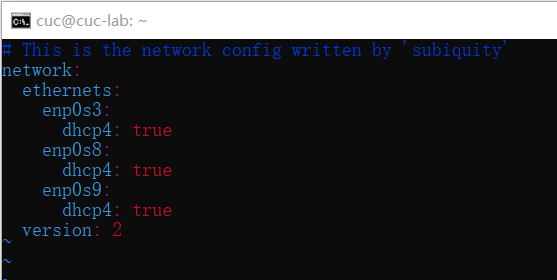 cuc@cuc-lab: ~
# This is the network config written by 'subiquity'
network:
  ethernets:
    enp0s3:
      dhcp4: true
    enp0s8:
      dhcp4: true
    enp0s9:
      dhcp4: true
  version: 2
~
~